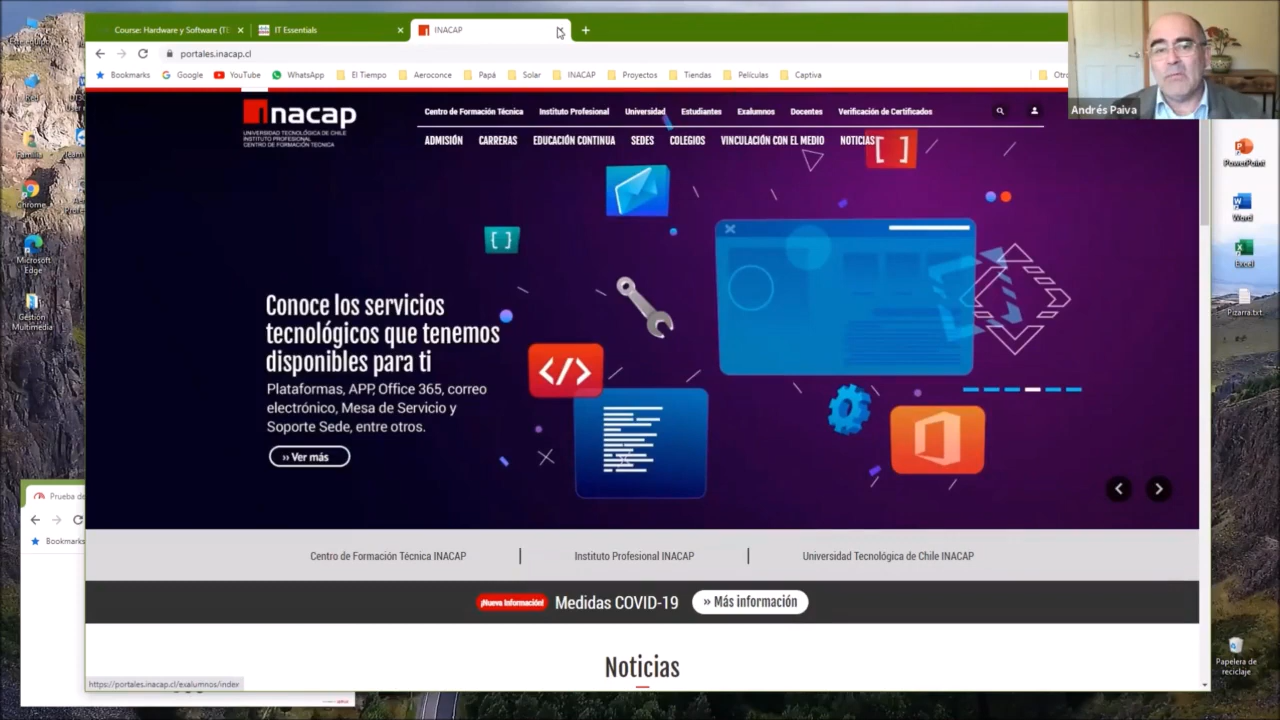 Course: Hardware y Software (TI
IT Essentials
INACAP
portales.inacap.cl
Bookmarks
Google
YouTube
WhatsApp
El Tiempo
Aeroconce
Papá
Solar
INACAP
Proyectos
Tiendas
Películas
Captiva
Otro
Andrés Paiva
inacap
UNIVERSIDAD TECNOLÓGICA DE CHILE
INSTITUTO PROFESIONAL
CENTRO DE FORMACIÓN TÉCNICA
Centro de Formación Técnica
Instituto Profesional
Universidad
Estudiantes
Exalumnos
Docentes
Verificación de Certificados
ADMISIÓN
CARRERAS
EDUCACIÓN CONTINUA
SEDES
COLEGIOS
VINCULACIÓN CON EL MEDIO
NOTICIAS
Conoce los servicios
tecnológicos que tenemos
disponibles para ti
Plataformas, APP, Office 365, correo
electrónico, Mesa de Servicio y
Soporte Sede, entre otros.
›› Ver más
Centro de Formación Técnica INACAP
Instituto Profesional INACAP
Universidad Tecnológica de Chile INACAP
¡Nueva Información!
Medidas COVID-19
» Más información
Noticias
https://portales.inacap.cl/exalumnos/index
Red
Familia
Chrome
Microsoft
Edge
Gestión
Multimedia
Prueba de
Bookmarks
PowerPoint
Word
Excel
Pizarra.txt
Papelera de
reciclaje